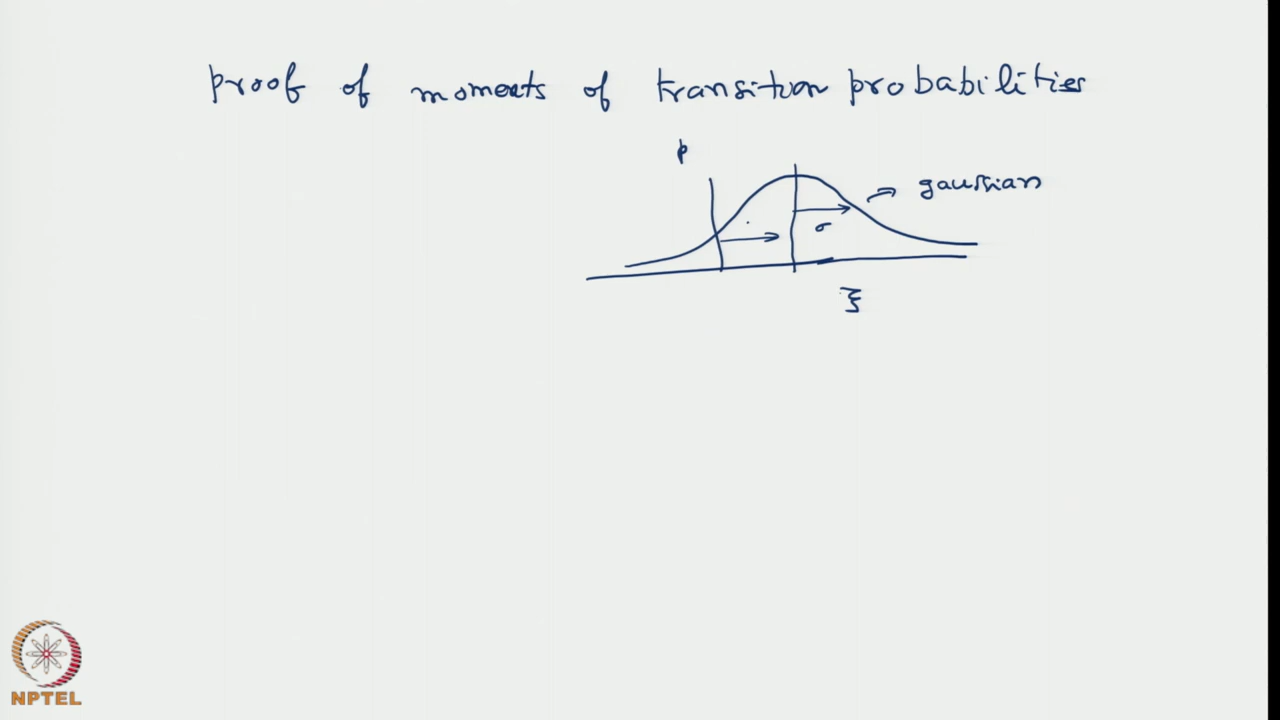 proof of moments of transition probabilities
p
gaussian
σ
ξ
NPTEL